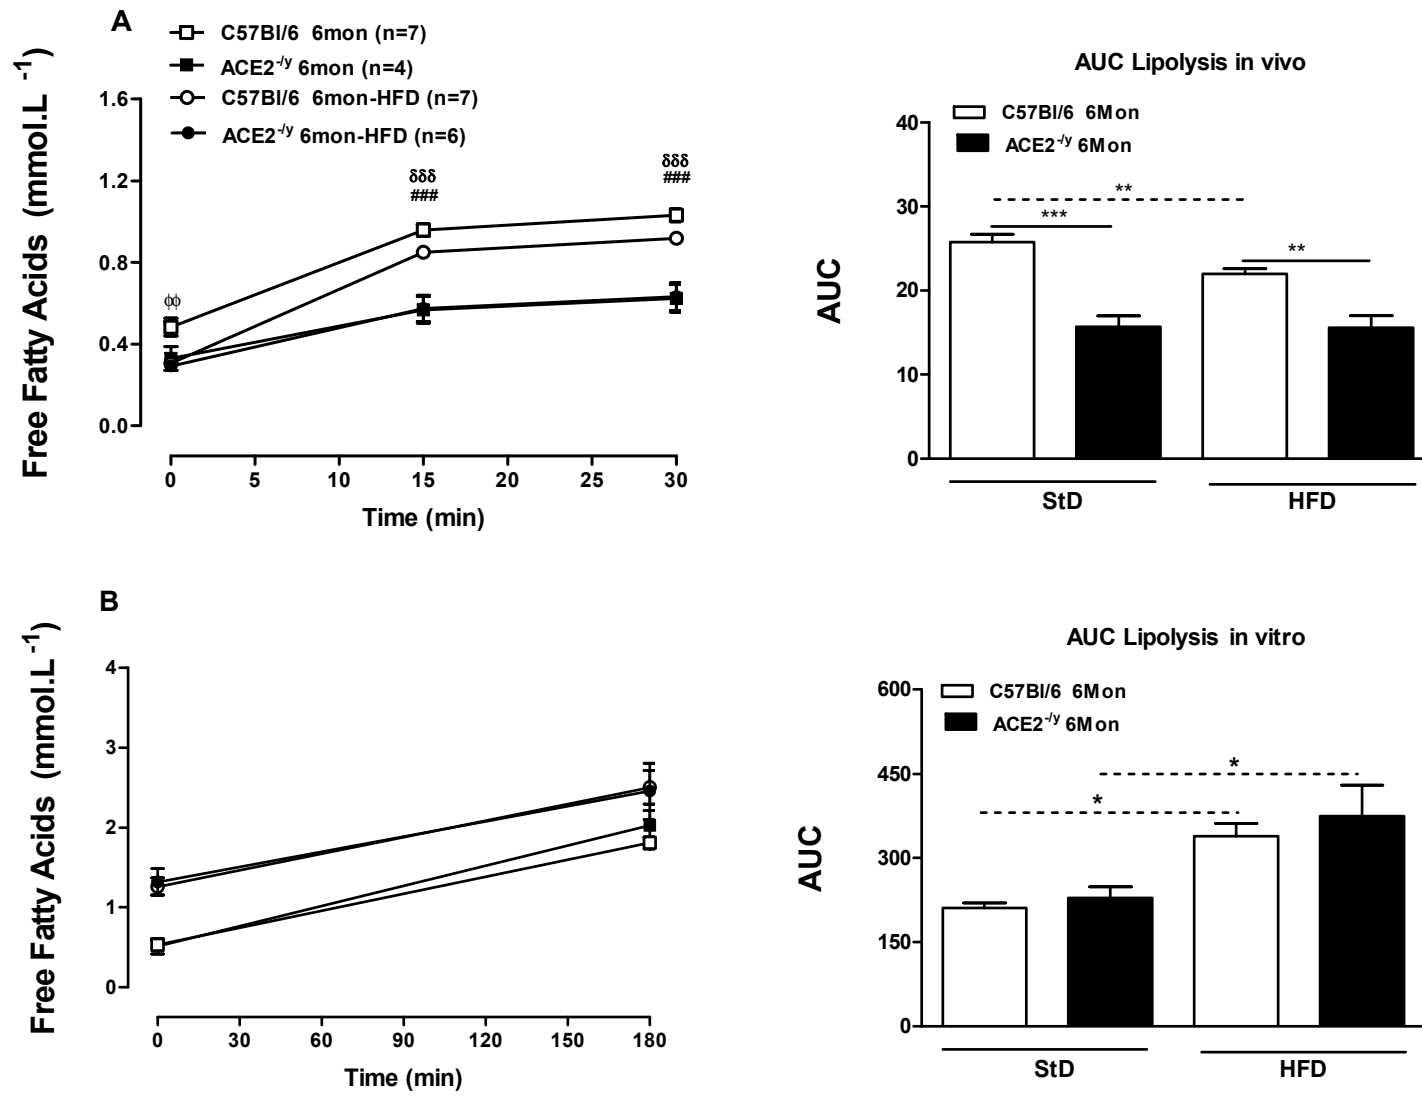 A
C57Bl/6 6mon (n=7)
ACE2-/y 6mon (n=4)
C57Bl/6 6mon-HFD (n=7)
ACE2-/y 6mon-HFD (n=6)
Free Fatty Acids (mmol.L -1)
1.6
1.2
0.8
0.4
0.0
ϕϕ
δδδ
###
δδδ
###
0 5 10 15 20 25 30
Time (min)
AUC Lipolysis in vivo
C57Bl/6 6Mon
ACE2-/y 6Mon
AUC
40
30
20
10
0
**
***
**
StD HFD
B
Free Fatty Acids (mmol.L-1)
4
3
2
1
0
0 30 60 90 120 150 180
Time (min)
AUC Lipolysis in vitro
C57Bl/6 6Mon
ACE2-/y 6Mon
AUC
600
450
300
150
0
*
*
StD HFD